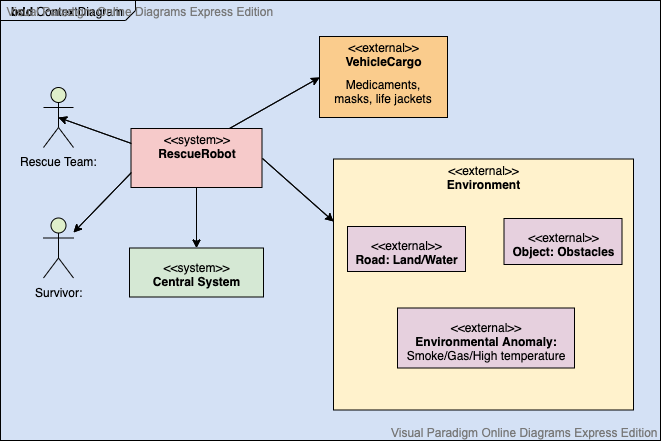 bdd Context Diagram
Visual Paradigm Online Diagrams Express Edition
<<external>>
VehicleCargo
Medicaments,
masks, life jackets
Rescue Team:
<<system>>
RescueRobot
<<external>>
Environment
<<external>>
Road: Land/Water
<<external>>
Object: Obstacles
Survivor:
<<system>>
Central System
<<external>>
Environmental Anomaly:
Smoke/Gas/High temperature
Visual Paradigm Online Diagrams Express Edition